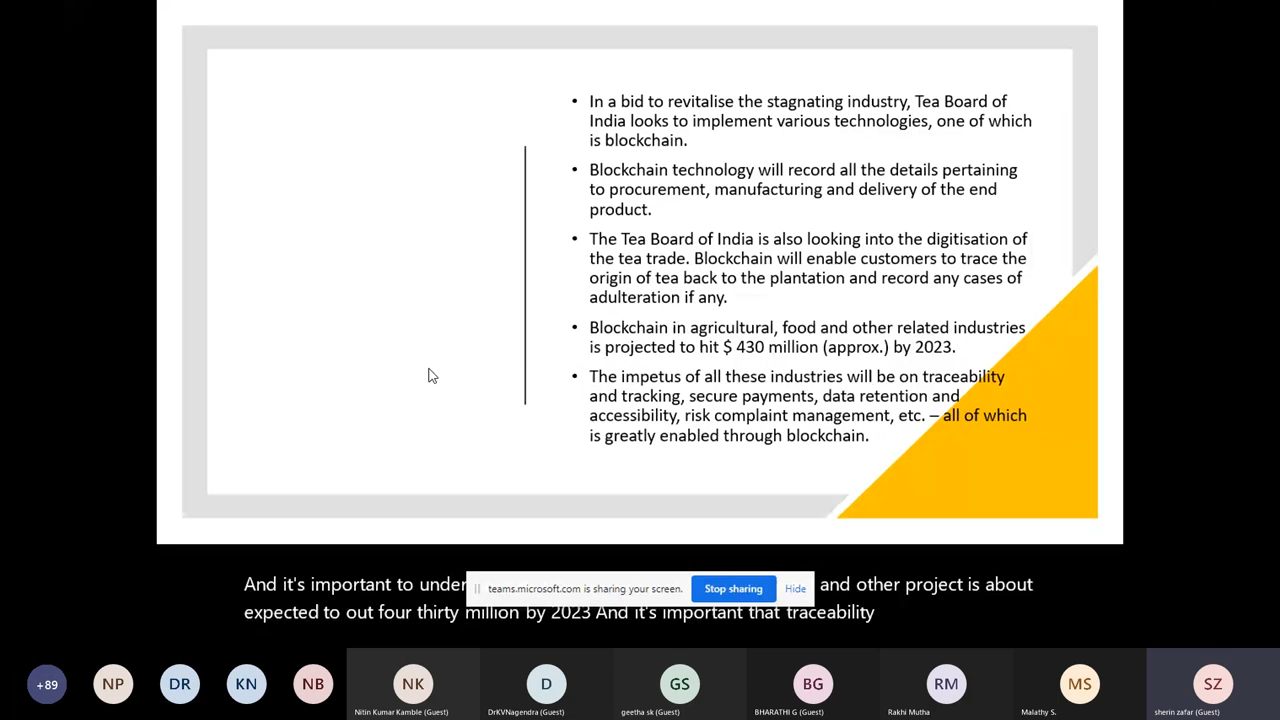 • In a bid to revitalise the stagnating industry, Tea Board of
India looks to implement various technologies, one of which
is blockchain.
• Blockchain technology will record all the details pertaining
to procurement, manufacturing and delivery of the end
product.
• The Tea Board of India is also looking into the digitisation of
the tea trade. Blockchain will enable customers to trace the
origin of tea back to the plantation and record any cases of
adulteration if any.
• Blockchain in agricultural, food and other related industries
is projected to hit $ 430 million (approx.) by 2023.
• The impetus of all these industries will be on traceability
and tracking, secure payments, data retention and
accessibility, risk complaint management, etc. – all of which
is greatly enabled through blockchain.
And it's important to and other project is about
teams.microsoft.com is sharing your screen. Stop sharing Hide
expected to out four thirty million by 2023 And it's important that traceability
+89 NP DR KN NB NK D GS BG RM MS SZ
Nitin Kumar Kamble (Guest) DrKVNagendra (Guest) geetha sk (Guest) BHARATHI G (Guest) Rakhi Mutha Malathy S. sherin zafar (Guest)